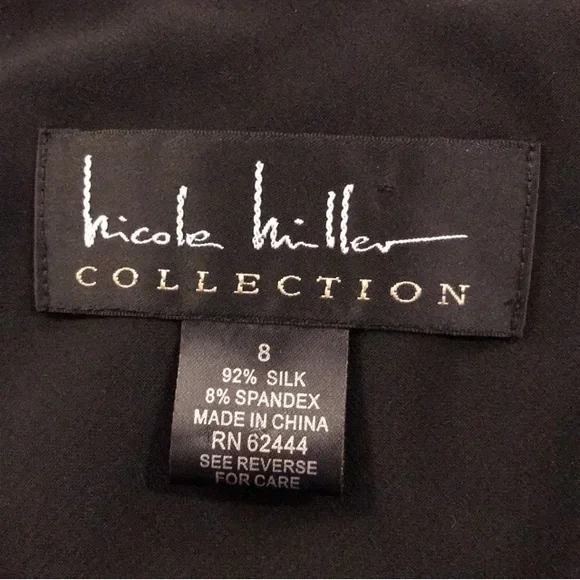 nicole miller
COLLECTION
8
92% SILK
8% SPANDEX
MADE IN CHINA
RN 62444
SEE REVERSE
FOR CARE